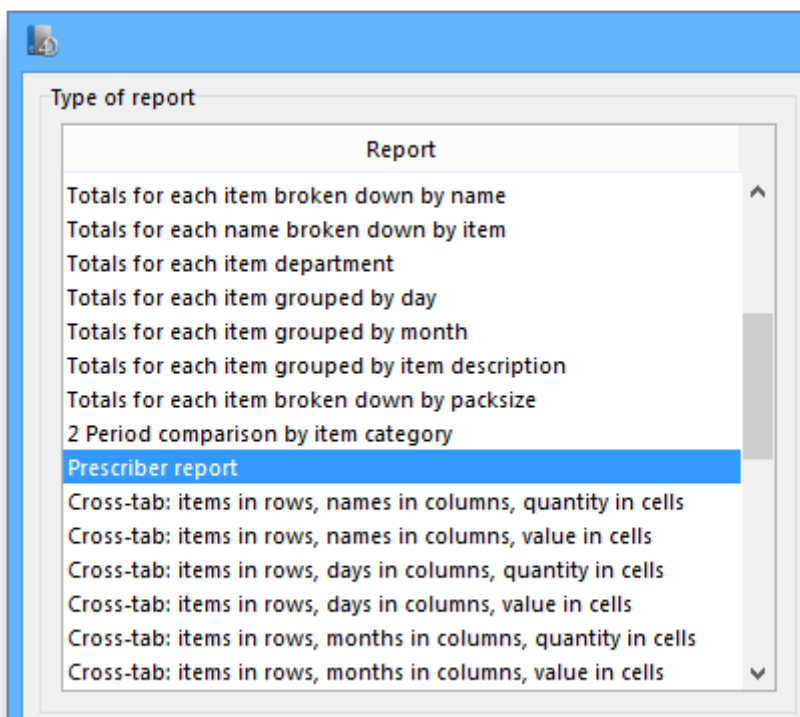 Type of report
Report
Totals for each item broken down by name
Totals for each name broken down by item
Totals for each item department
Totals for each item grouped by day
Totals for each item grouped by month
Totals for each item grouped by item description
Totals for each item broken down by packsize
2 Period comparison by item category
Prescriber report
Cross-tab: items in rows, names in columns, quantity in cells
Cross-tab: items in rows, names in columns, value in cells
Cross-tab: items in rows, days in columns, quantity in cells
Cross-tab: items in rows, days in columns, value in cells
Cross-tab: items in rows, months in columns, quantity in cells
Cross-tab: items in rows, months in columns, value in cells